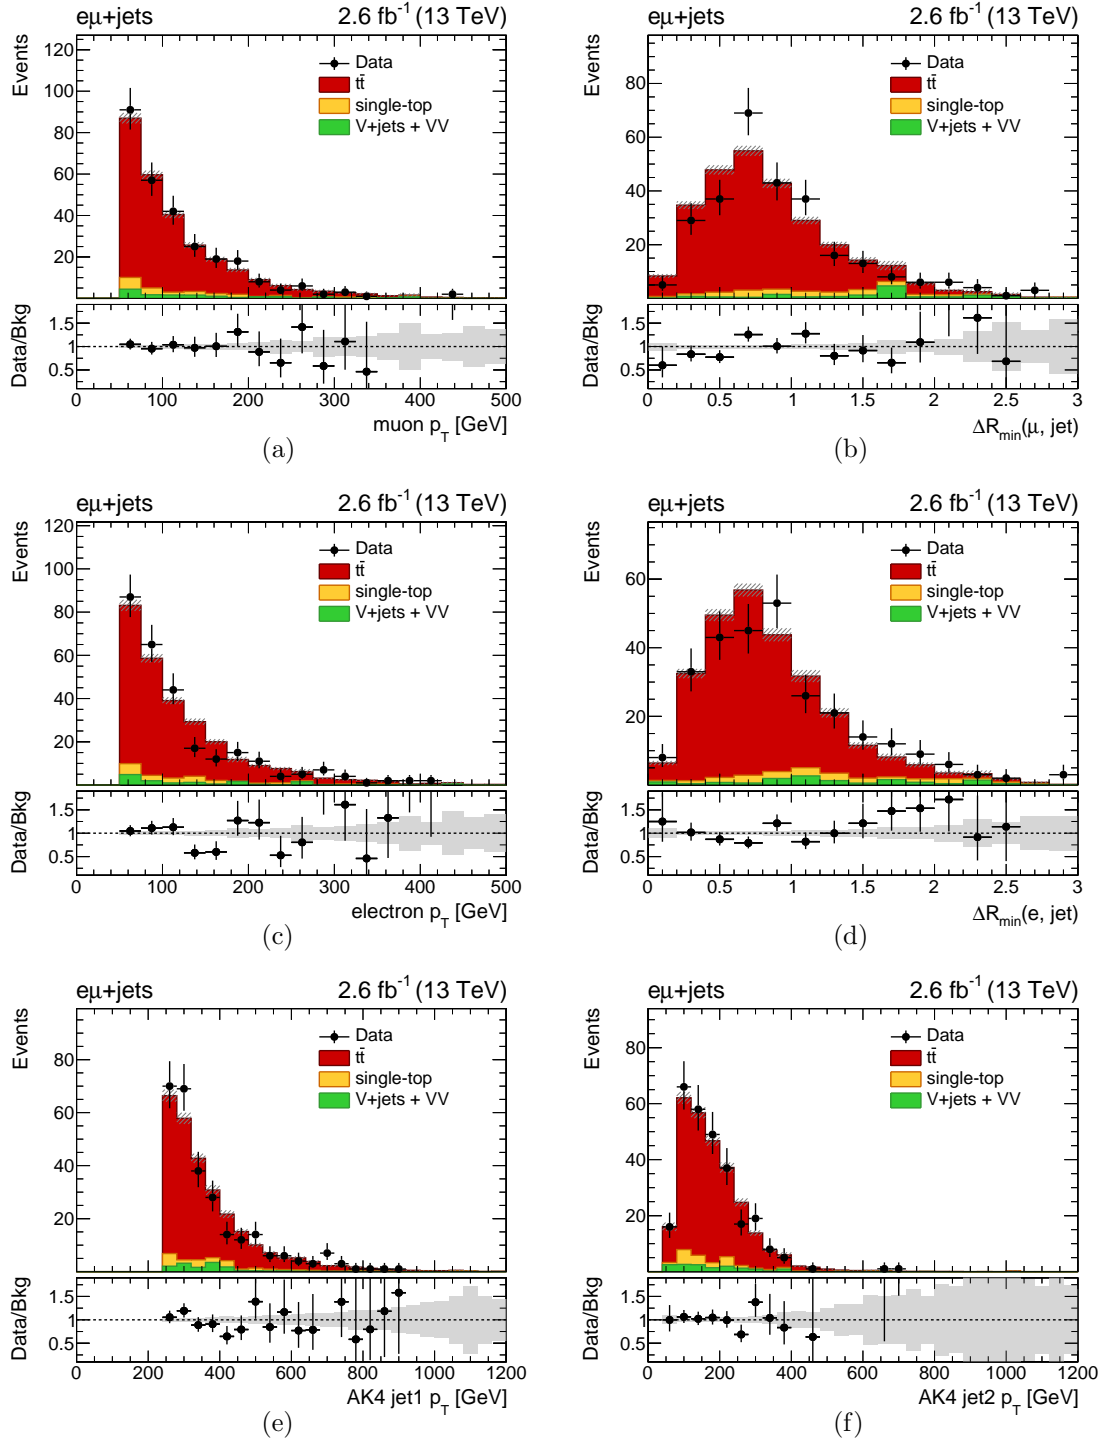 eμ+jets 2.6 fb⁻¹ (13 TeV)
Events
120
100
80
60
40
20
Data
tt̄
single-top
V+jets + VV
Data/Bkg
1.5
1
0.5
0 100 200 300 400 500
muon p_T [GeV]
(a)
eμ+jets 2.6 fb⁻¹ (13 TeV)
Events
80
60
40
20
Data
tt̄
single-top
V+jets + VV
Data/Bkg
1.5
1
0.5
0 0.5 1 1.5 2 2.5 3
ΔR_min(μ, jet)
(b)
eμ+jets 2.6 fb⁻¹ (13 TeV)
Events
120
100
80
60
40
20
Data
tt̄
single-top
V+jets + VV
Data/Bkg
1.5
1
0.5
0 100 200 300 400 500
electron p_T [GeV]
(c)
eμ+jets 2.6 fb⁻¹ (13 TeV)
Events
60
40
20
Data
tt̄
single-top
V+jets + VV
Data/Bkg
1.5
1
0.5
0 0.5 1 1.5 2 2.5 3
ΔR_min(e, jet)
(d)
eμ+jets 2.6 fb⁻¹ (13 TeV)
Events
80
60
40
20
Data
tt̄
single-top
V+jets + VV
Data/Bkg
1.5
1
0.5
0 200 400 600 800 1000 1200
AK4 jet1 p_T [GeV]
(e)
eμ+jets 2.6 fb⁻¹ (13 TeV)
Events
80
60
40
20
Data
tt̄
single-top
V+jets + VV
Data/Bkg
1.5
1
0.5
0 200 400 600 800 1000 1200
AK4 jet2 p_T [GeV]
(f)